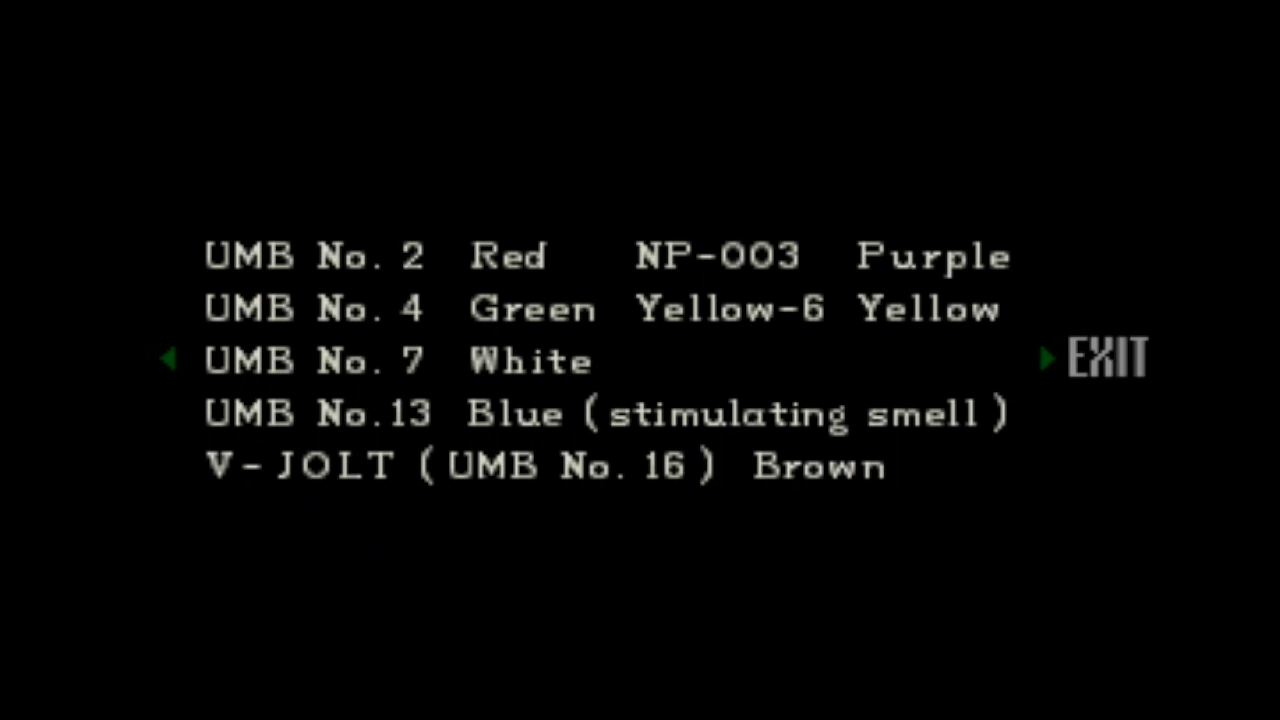 UMB No. 2 Red NP-003 Purple
UMB No. 4 Green Yellow-6 Yellow
UMB No. 7 White
EXIT
UMB No.13 Blue (stimulating smell)
V-JOLT (UMB No. 16) Brown